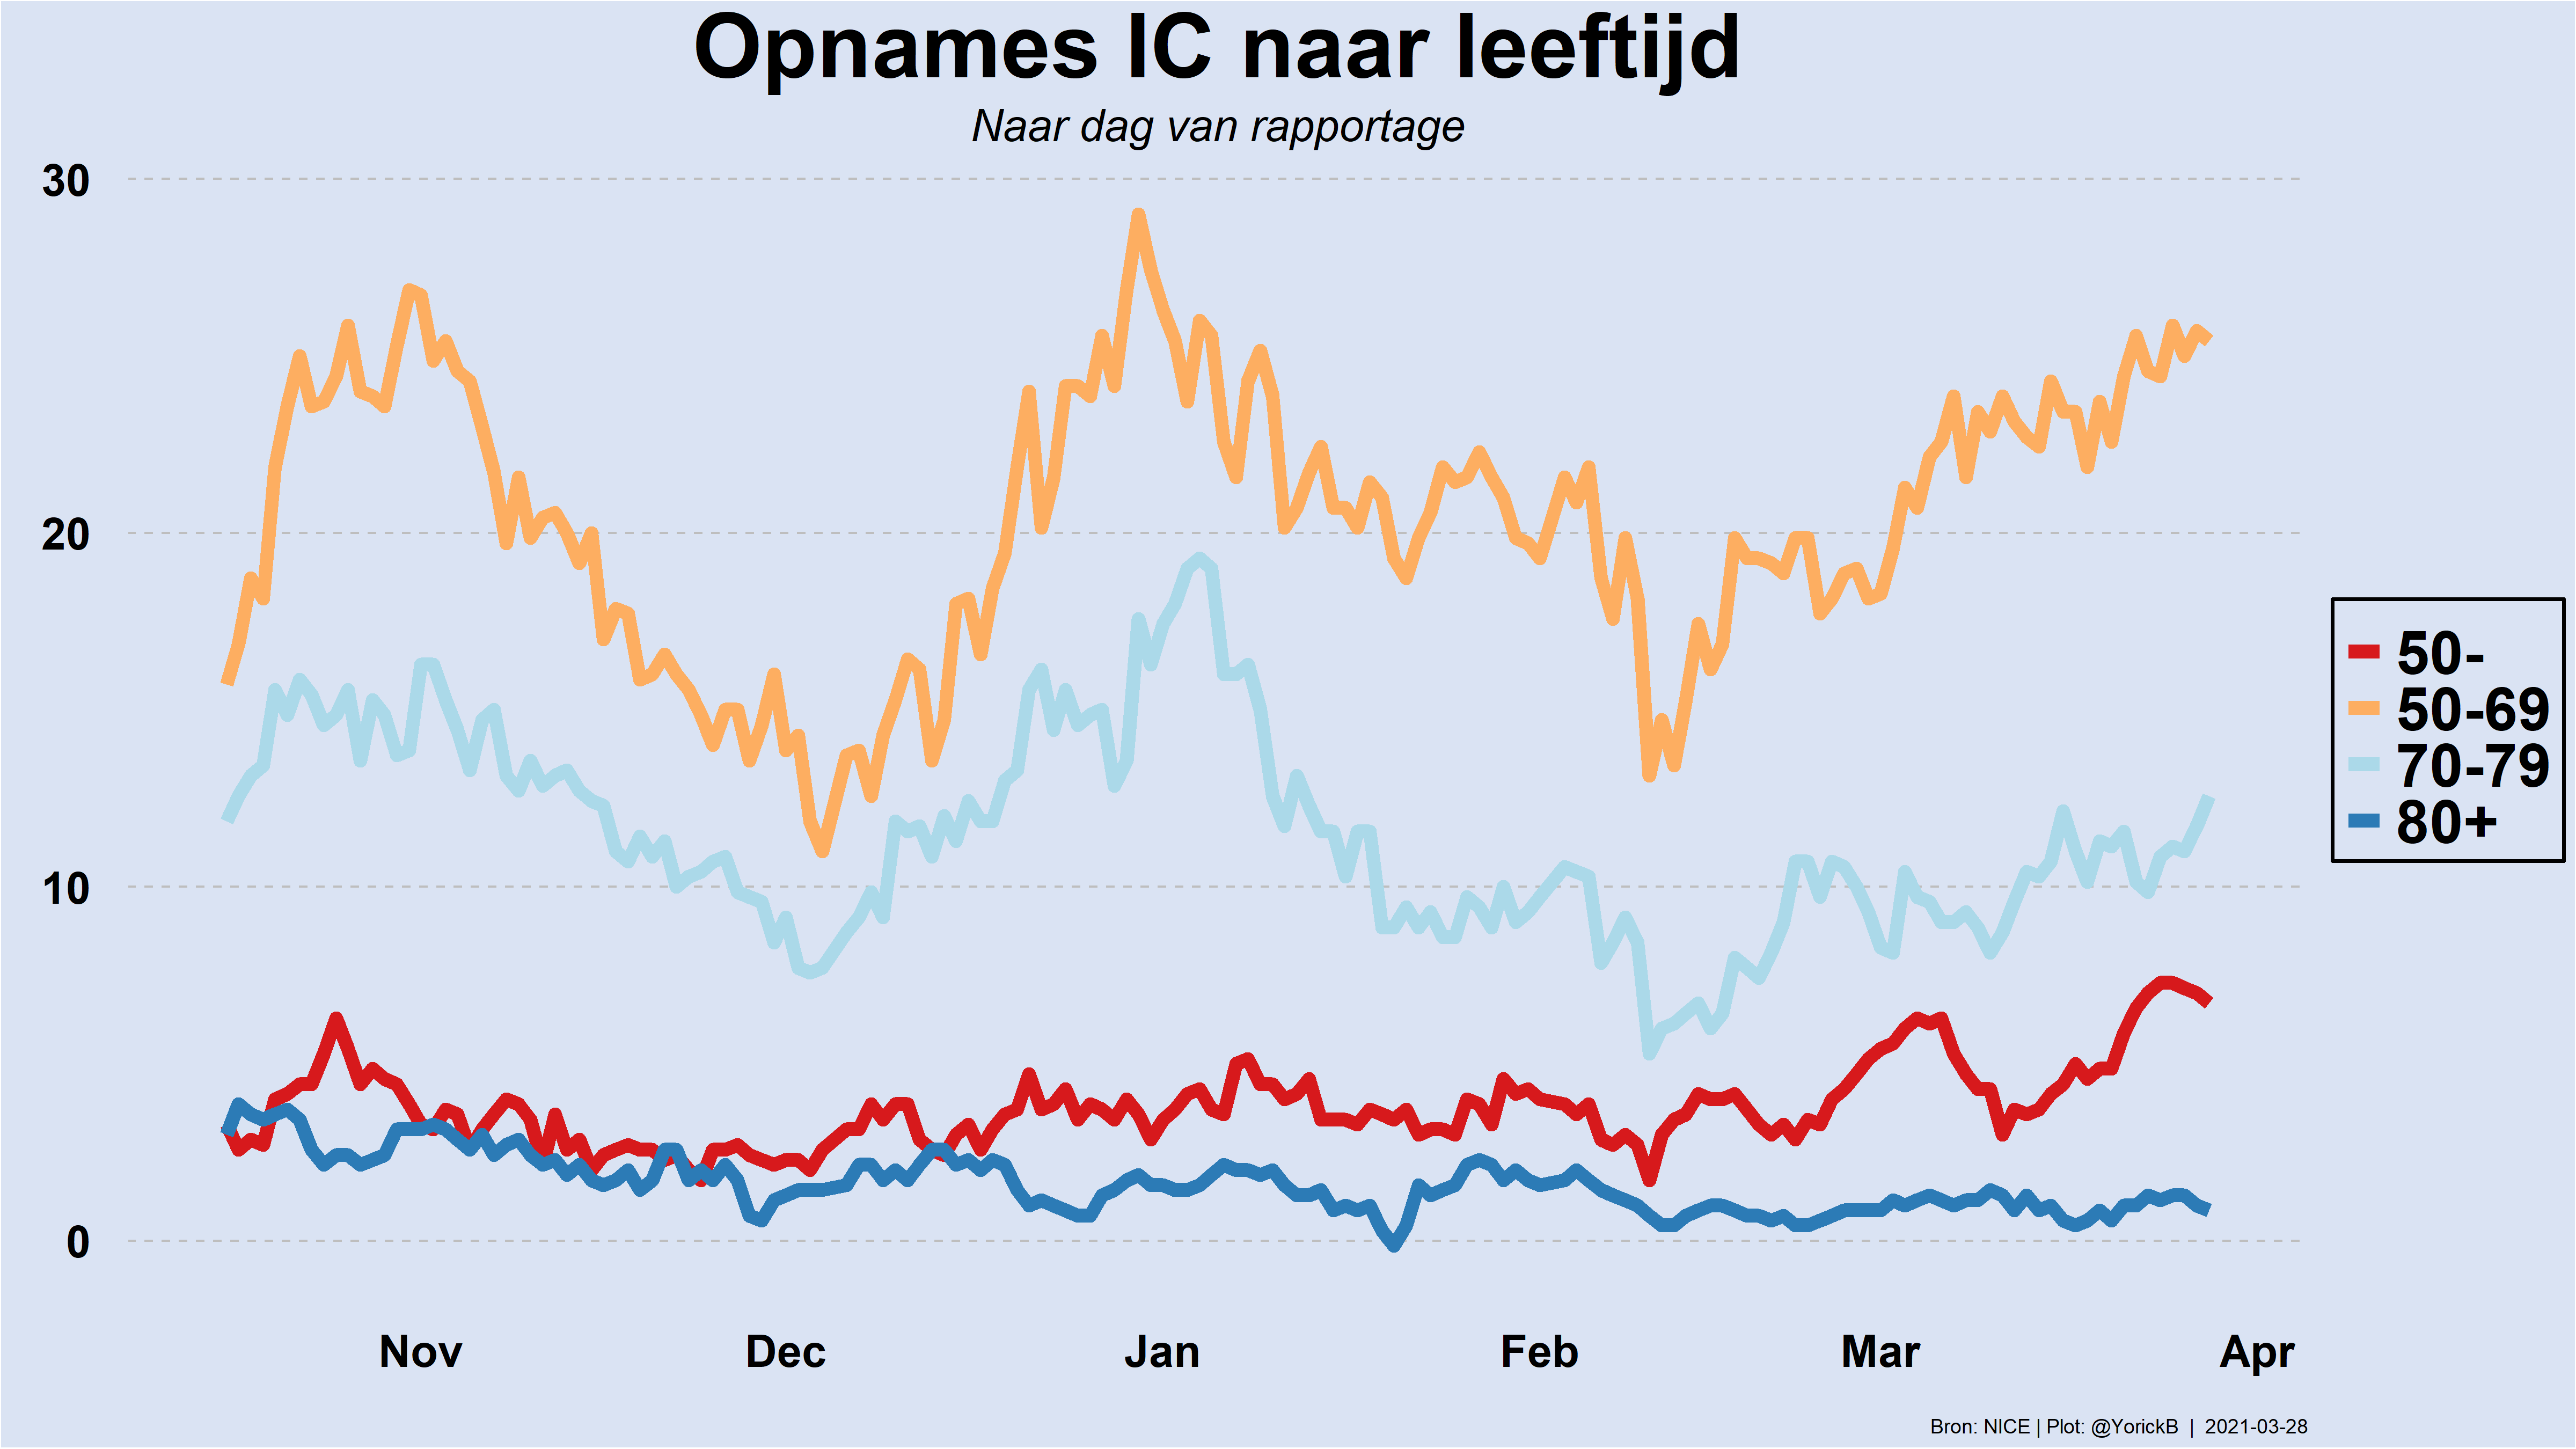 Opnames IC naar leeftijd
Naar dag van rapportage
30
20
10
0
50-
50-69
70-79
80+
Nov Dec Jan Feb Mar Apr
Bron: NICE | Plot: @YorickB | 2021-03-28